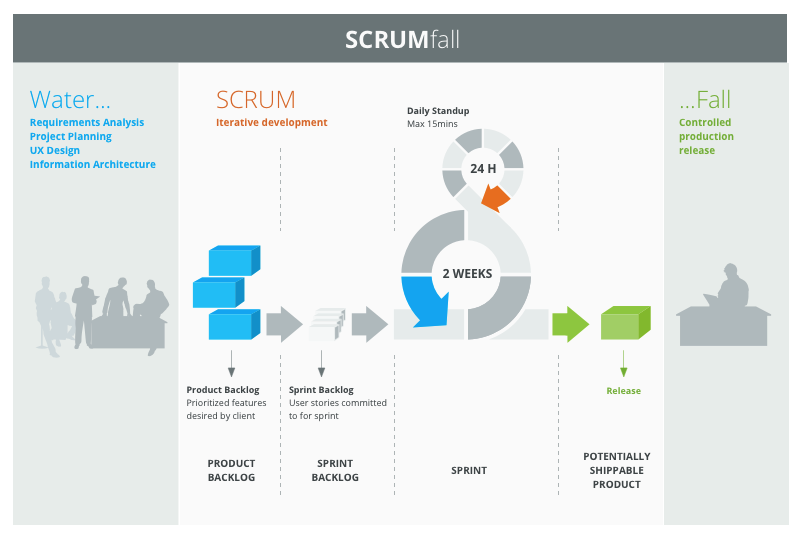 SCRUMfall
Water...
Requirements Analysis
Project Planning
UX Design
Information Architecture
SCRUM
Iterative development
Daily Standup
Max 15mins
24 H
2 WEEKS
...Fall
Controlled
production
release
Product Backlog
Prioritized features
desired by client
Sprint Backlog
User stories committed
to for sprint
Release
PRODUCT
BACKLOG
SPRINT
BACKLOG
SPRINT
POTENTIALLY
SHIPPABLE
PRODUCT